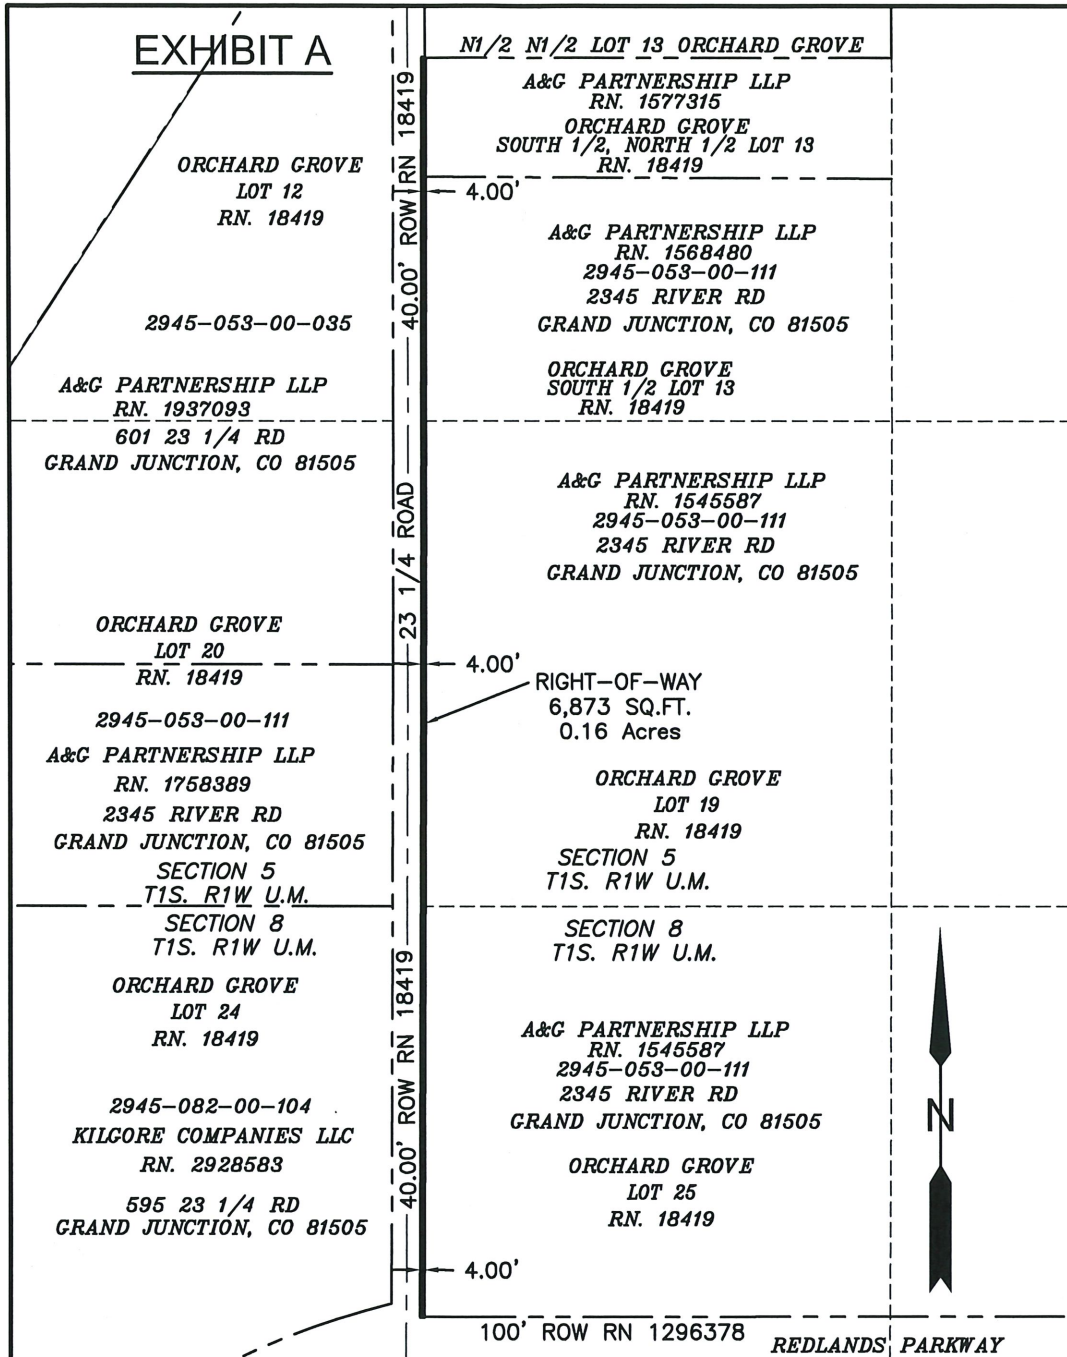 EXHIBIT A
N1/2 N1/2 LOT 13 ORCHARD GROVE
A&G PARTNERSHIP LLP
RN. 1577315
ORCHARD GROVE
SOUTH 1/2, NORTH 1/2 LOT 13
RN. 18419
ORCHARD GROVE
LOT 12
RN. 18419
4.00'
40.00' ROW RN 18419
A&G PARTNERSHIP LLP
RN. 1568480
2945-053-00-111
2345 RIVER RD
GRAND JUNCTION, CO 81505
2945-053-00-035
ORCHARD GROVE
SOUTH 1/2 LOT 13
RN. 18419
A&G PARTNERSHIP LLP
RN. 1937093
601 23 1/4 RD
GRAND JUNCTION, CO 81505
A&G PARTNERSHIP LLP
RN. 1545587
2945-053-00-111
2345 RIVER RD
GRAND JUNCTION, CO 81505
23 1/4 ROAD
ORCHARD GROVE
LOT 20
RN. 18419
4.00'
RIGHT-OF-WAY
6,873 SQ.FT.
0.16 Acres
2945-053-00-111
A&G PARTNERSHIP LLP
RN. 1758389
2345 RIVER RD
GRAND JUNCTION, CO 81505
SECTION 5
T1S. R1W U.M.
ORCHARD GROVE
LOT 19
RN. 18419
SECTION 5
T1S. R1W U.M.
SECTION 8
T1S. R1W U.M.
SECTION 8
T1S. R1W U.M.
ORCHARD GROVE
LOT 24
RN. 18419
40.00' ROW RN 18419
A&G PARTNERSHIP LLP
RN. 1545587
2945-053-00-111
2345 RIVER RD
GRAND JUNCTION, CO 81505
N
2945-082-00-104
KILGORE COMPANIES LLC
RN. 2928583
595 23 1/4 RD
GRAND JUNCTION, CO 81505
ORCHARD GROVE
LOT 25
RN. 18419
4.00'
100' ROW RN 1296378
REDLANDS PARKWAY